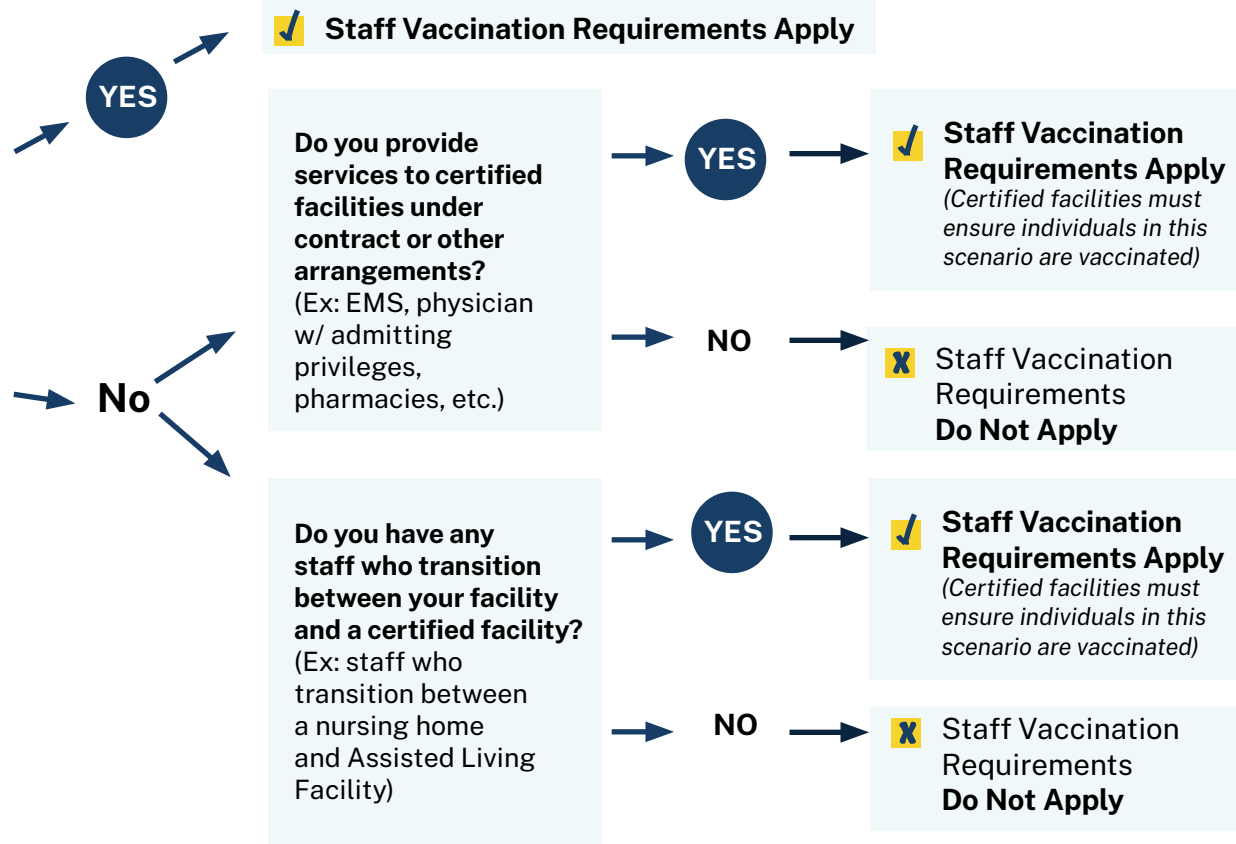 Staff Vaccination Requirements Apply
YES
Do you provide
services to certified
facilities under
contract or other
arrangements?
(Ex: EMS, physician
w/ admitting
privileges,
pharmacies, etc.)
YES
Staff Vaccination
Requirements Apply
(Certified facilities must
ensure individuals in this
scenario are vaccinated)
NO
Staff Vaccination
Requirements
Do Not Apply
No
Do you have any
staff who transition
between your facility
and a certified facility?
(Ex: staff who
transition between
a nursing home
and Assisted Living
Facility)
YES
Staff Vaccination
Requirements Apply
(Certified facilities must
ensure individuals in this
scenario are vaccinated)
NO
Staff Vaccination
Requirements
Do Not Apply